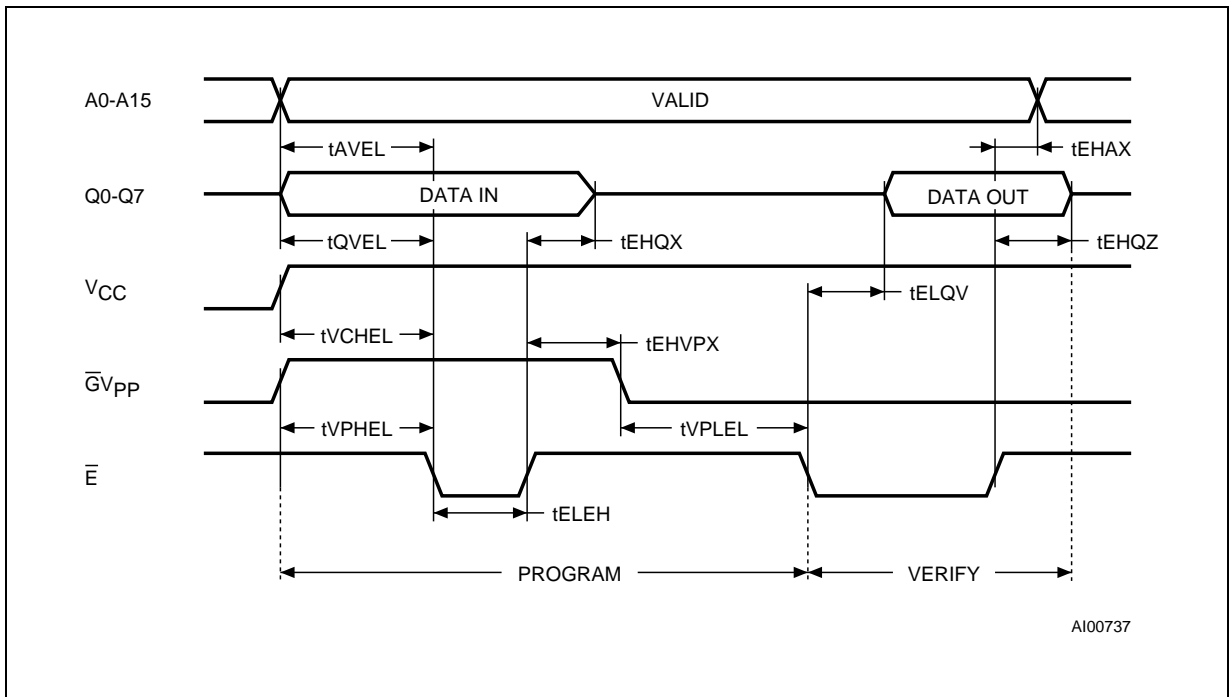 A0-A15
VALID
tAVEL
tEHAX
Q0-Q7
DATA IN
DATA OUT
tQVEL
tEHQX
tEHQZ
VCC
tELQV
tVCHEL
tEHVPX
G̅VPP
tVPHEL
tVPLEL
E̅
tELEH
PROGRAM
VERIFY
AI00737